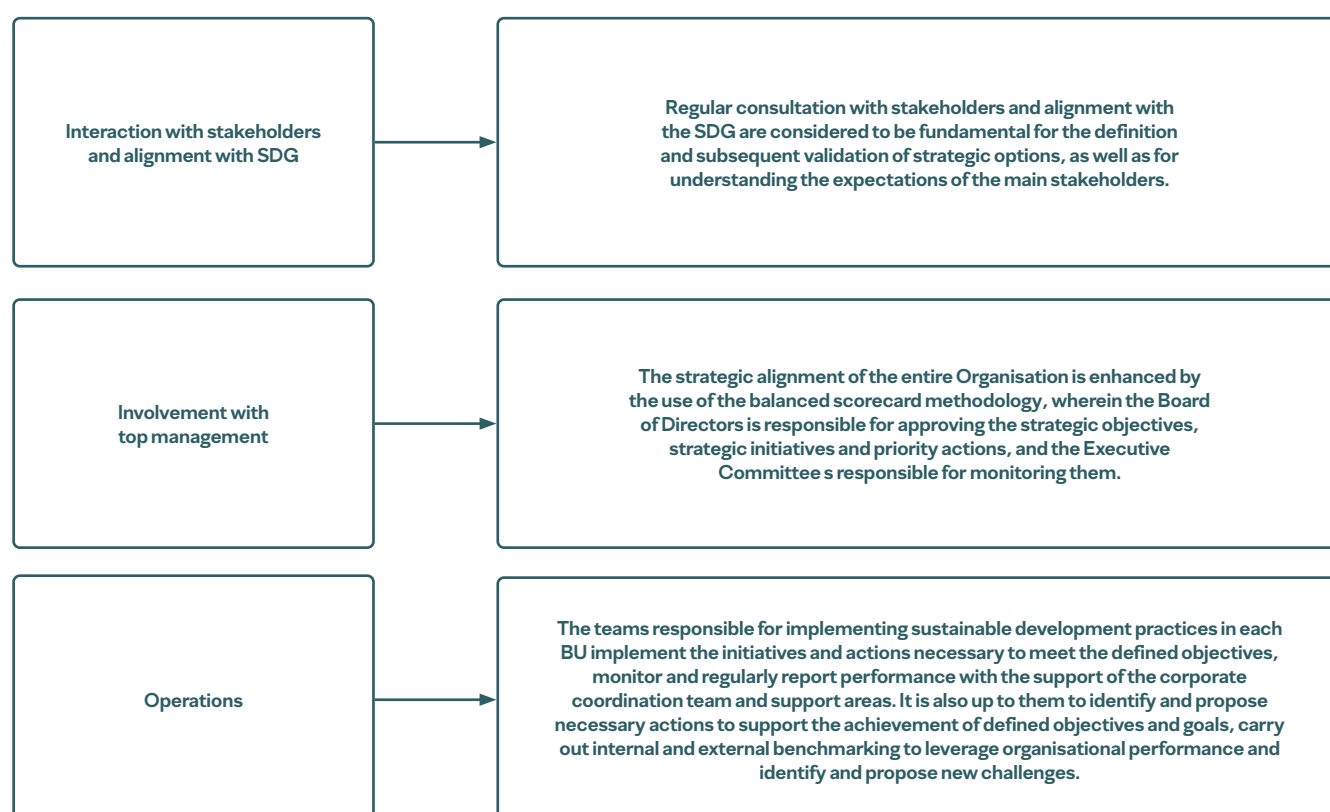 Interaction with stakeholders
and alignment with SDG
Regular consultation with stakeholders and alignment with
the SDG are considered to be fundamental for the definition
and subsequent validation of strategic options, as well as for
understanding the expectations of the main stakeholders.
Involvement with
top management
The strategic alignment of the entire Organisation is enhanced by
the use of the balanced scorecard methodology, wherein the Board
of Directors is responsible for approving the strategic objectives,
strategic initiatives and priority actions, and the Executive
Committee s responsible for monitoring them.
Operations
The teams responsible for implementing sustainable development practices in each
BU implement the initiatives and actions necessary to meet the defined objectives,
monitor and regularly report performance with the support of the corporate
coordination team and support areas. It is also up to them to identify and propose
necessary actions to support the achievement of defined objectives and goals, carry
out internal and external benchmarking to leverage organisational performance and
identify and propose new challenges.